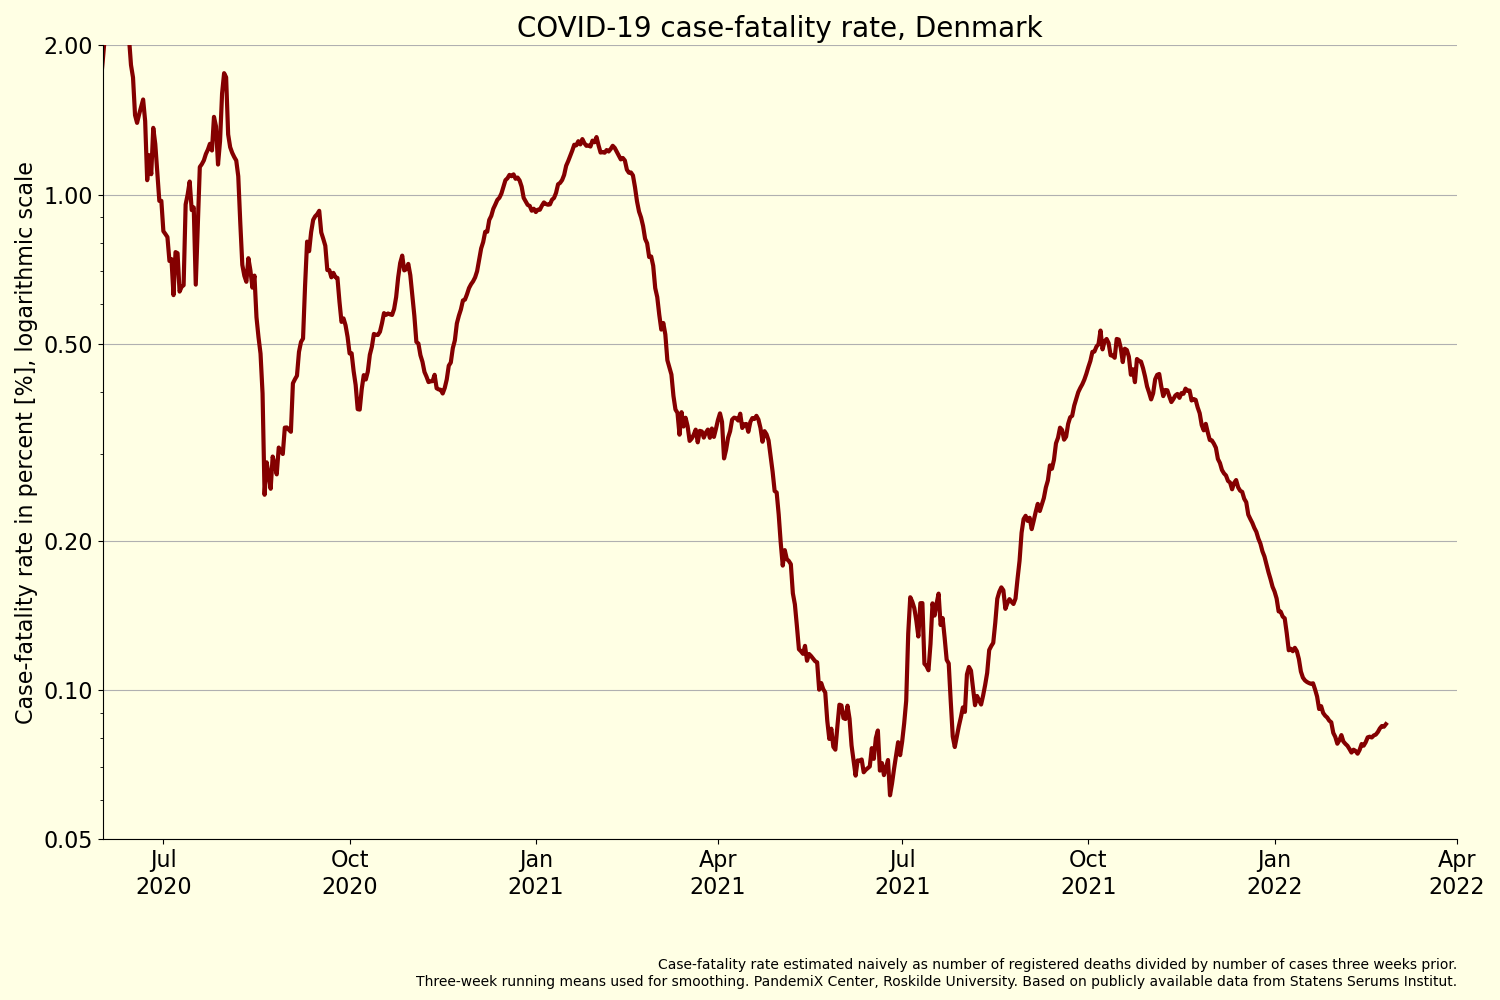 COVID-19 case-fatality rate, Denmark
Case-fatality rate in percent [%], logarithmic scale
2.00
1.00
0.50
0.20
0.10
0.05
Jul
2020
Oct
2020
Jan
2021
Apr
2021
Jul
2021
Oct
2021
Jan
2022
Apr
2022
Case-fatality rate estimated naively as number of registered deaths divided by number of cases three weeks prior.
Three-week running means used for smoothing. PandemiX Center, Roskilde University. Based on publicly available data from Statens Serums Institut.